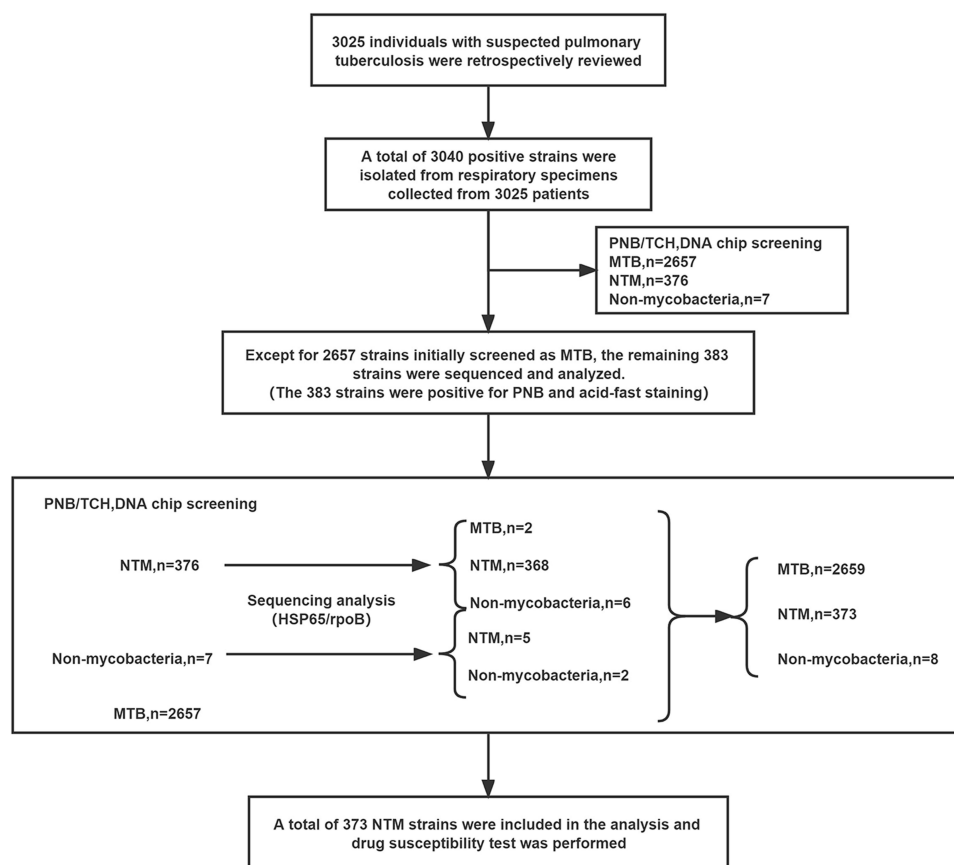 3025 individuals with suspected pulmonary
tuberculosis were retrospectively reviewed
A total of 3040 positive strains were
isolated from respiratory specimens
collected from 3025 patients
PNB/TCH,DNA chip screening
MTB,n=2657
NTM,n=376
Non-mycobacteria,n=7
Except for 2657 strains initially screened as MTB, the remaining 383
strains were sequenced and analyzed.
(The 383 strains were positive for PNB and acid-fast staining)
PNB/TCH,DNA chip screening
NTM,n=376
Sequencing analysis
(HSP65/rpoB)
Non-mycobacteria,n=7
MTB,n=2657
MTB,n=2
NTM,n=368
Non-mycobacteria,n=6
NTM,n=5
Non-mycobacteria,n=2
MTB,n=2659
NTM,n=373
Non-mycobacteria,n=8
A total of 373 NTM strains were included in the analysis and
drug susceptibility test was performed